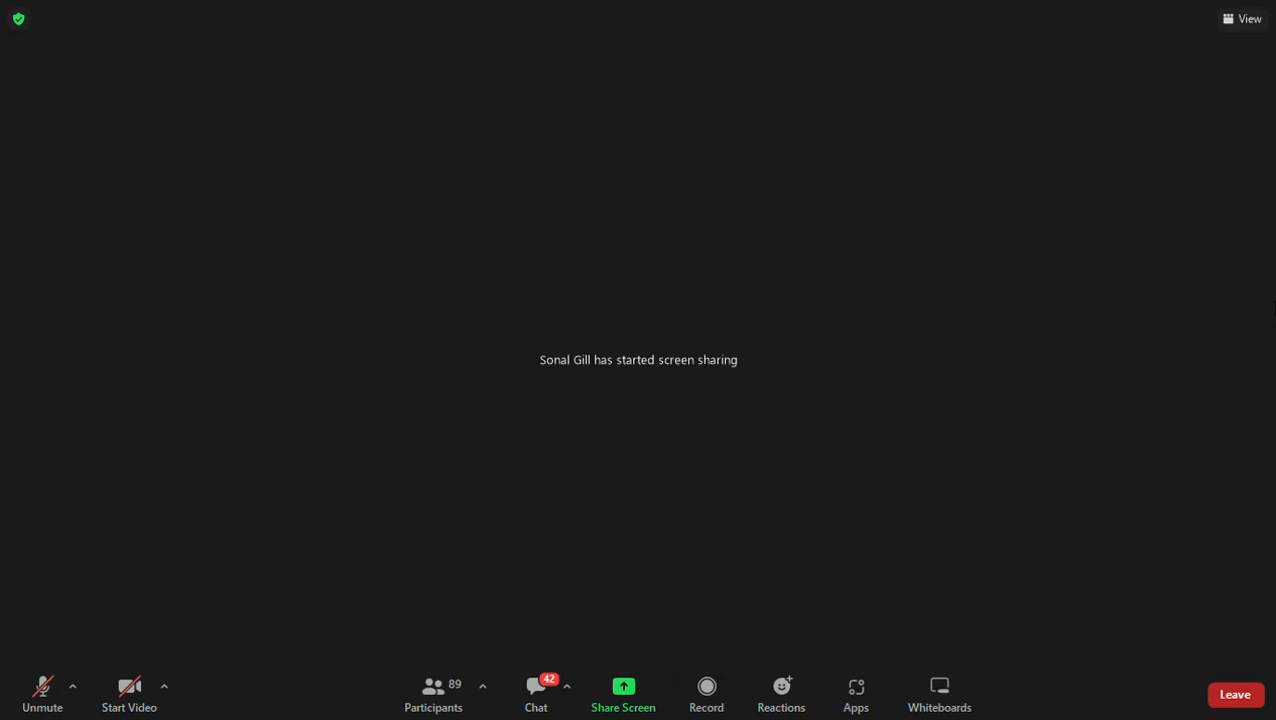 View
Sonal Gill has started screen sharing
89
42
Unmute
Start Video
Participants
Chat
Share Screen
Record
Reactions
Apps
Whiteboards
Leave